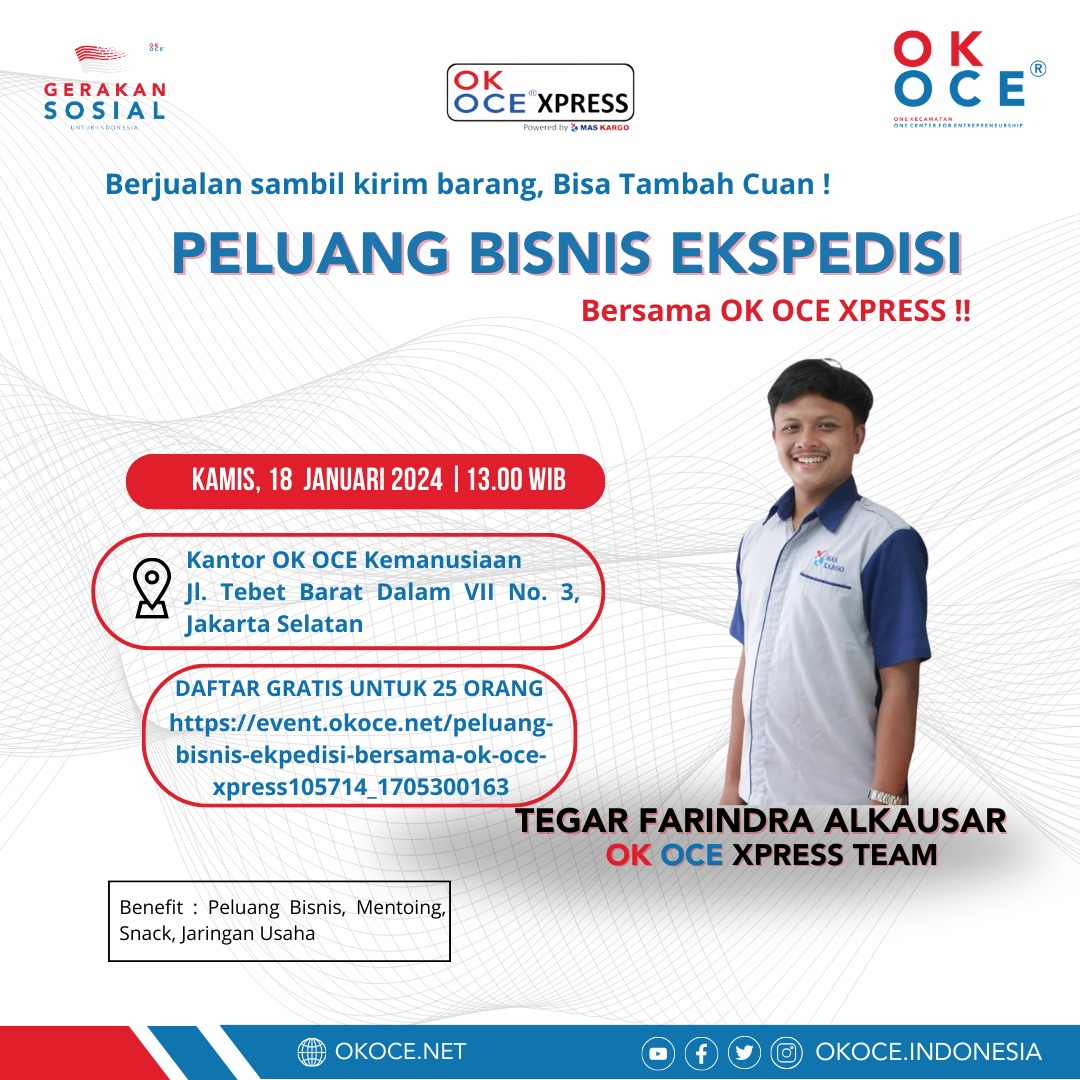 GERAKAN
SOSIAL
UNTUK INDONESIA
OK
OCE
OK
OCE® XPRESS
Powered by MAS KARGO
OK
OCE®
ONE KECAMATAN
ONE CENTER FOR ENTREPRENEURSHIP
Berjualan sambil kirim barang, Bisa Tambah Cuan !
PELUANG BISNIS EKSPEDISI
Bersama OK OCE XPRESS !!
KAMIS, 18 JANUARI 2024 | 13.00 WIB
Kantor OK OCE Kemanusiaan
Jl. Tebet Barat Dalam VII No. 3,
Jakarta Selatan
DAFTAR GRATIS UNTUK 25 ORANG
https://event.okoce.net/peluang-
bisnis-ekpedisi-bersama-ok-oce-
xpress105714_1705300163
MAS
KARGO
TEGAR FARINDRA ALKAUSAR
OK OCE XPRESS TEAM
Benefit : Peluang Bisnis, Mentoing,
Snack, Jaringan Usaha
OKOCE.NET
OKOCE.INDONESIA